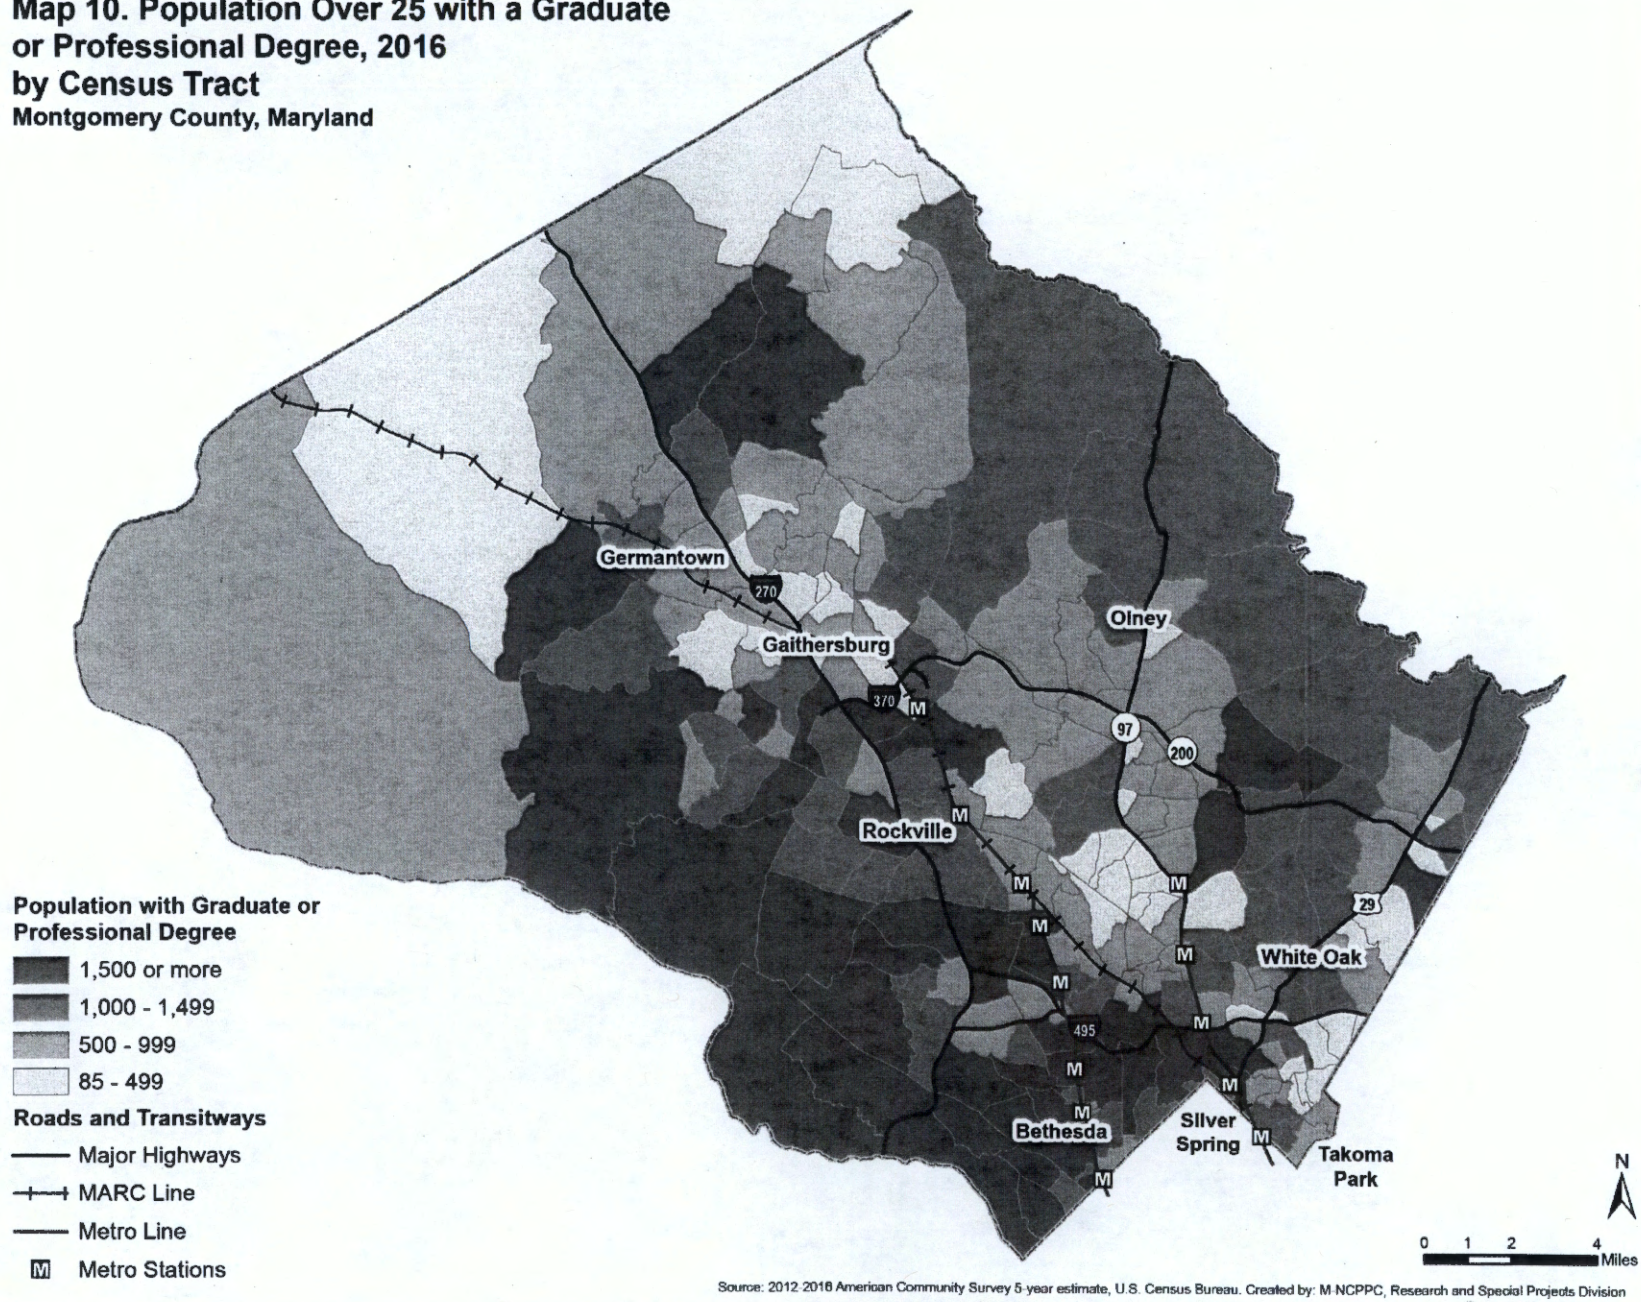 Map 10. Population Over 25 with a Graduate
or Professional Degree, 2016
by Census Tract
Montgomery County, Maryland
Germantown
270
Gaithersburg
370
M
Olney
97
200
Rockville
M
M
M
M
M
29
White Oak
M
M
495
M
M
M
Bethesda
Silver
Spring
M
M
Takoma
Park
Population with Graduate or
Professional Degree
1,500 or more
1,000 - 1,499
500 - 999
85 - 499
Roads and Transitways
Major Highways
MARC Line
Metro Line
M Metro Stations
N
0 1 2 4
Miles
Source: 2012-2016 American Community Survey 5-year estimate, U.S. Census Bureau. Created by: M-NCPPC, Research and Special Projects Division